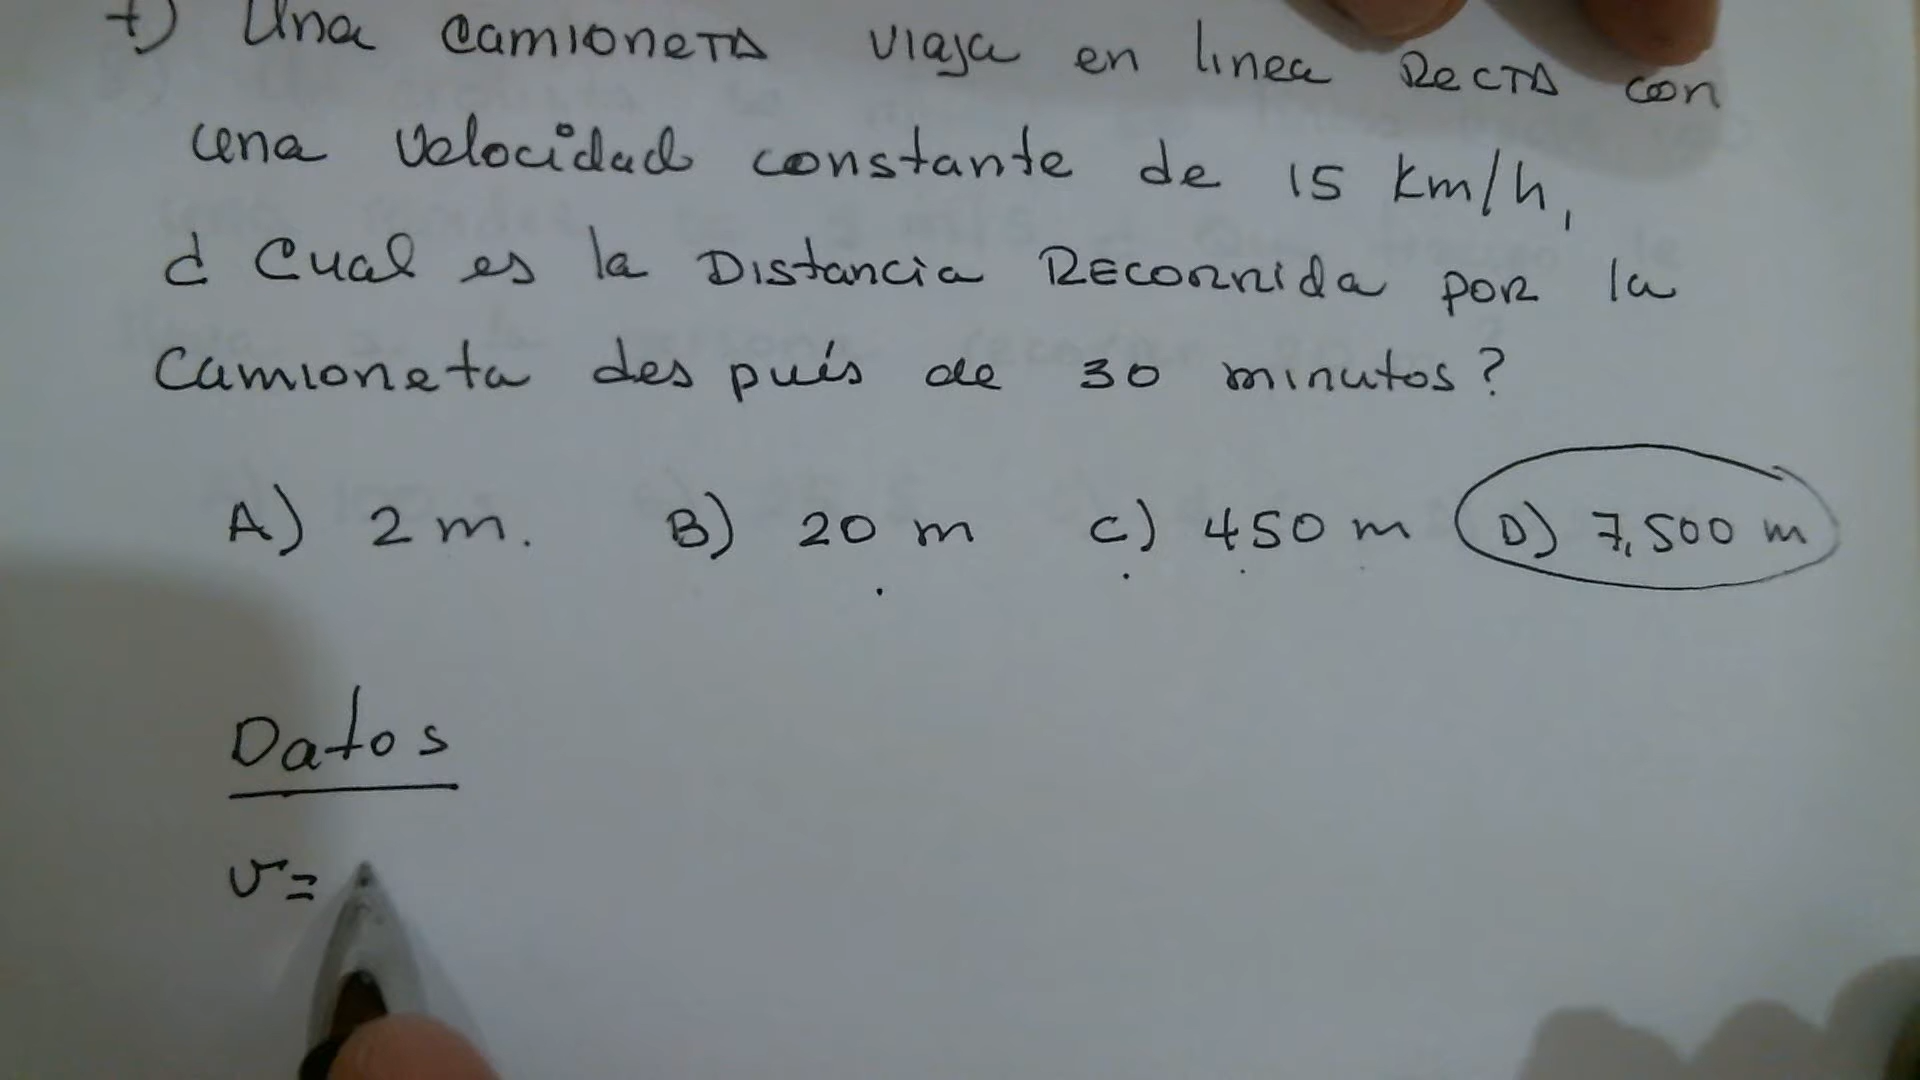 7) Una camioneta viaja en linea Recta con
una velocidad constante de 15 km/h,
¿ Cual es la Distancia Recorrida por la
camioneta después de 30 minutos?
A) 2 m. B) 20 m C) 450 m D) 7,500 m
Datos
v=